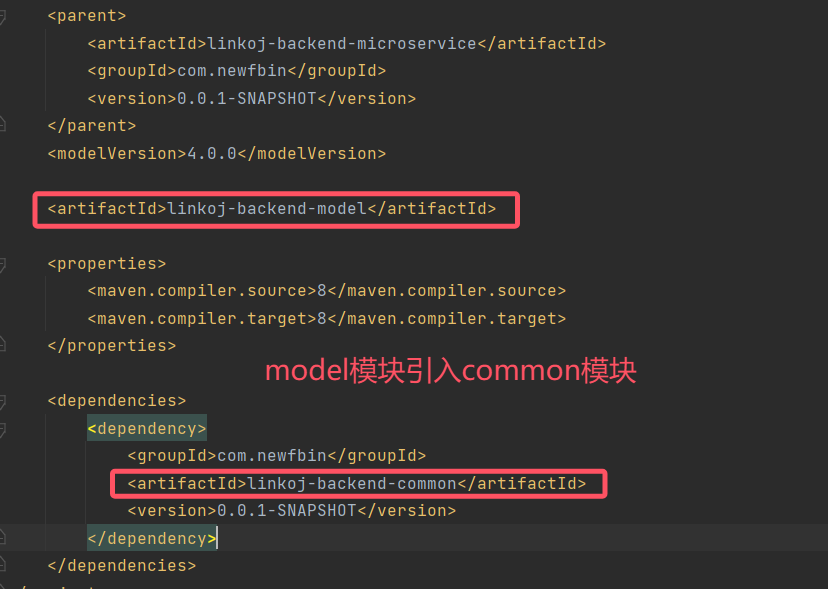 <parent>
<artifactId>linkoj-backend-microservice</artifactId>
<groupId>com.newfbin</groupId>
<version>0.0.1-SNAPSHOT</version>
</parent>
<modelVersion>4.0.0</modelVersion>
<artifactId>linkoj-backend-model</artifactId>
<properties>
<maven.compiler.source>8</maven.compiler.source>
<maven.compiler.target>8</maven.compiler.target>
</properties>
model模块引入common模块
<dependencies>
<dependency>
<groupId>com.newfbin</groupId>
<artifactId>linkoj-backend-common</artifactId>
<version>0.0.1-SNAPSHOT</version>
</dependency>
</dependencies>